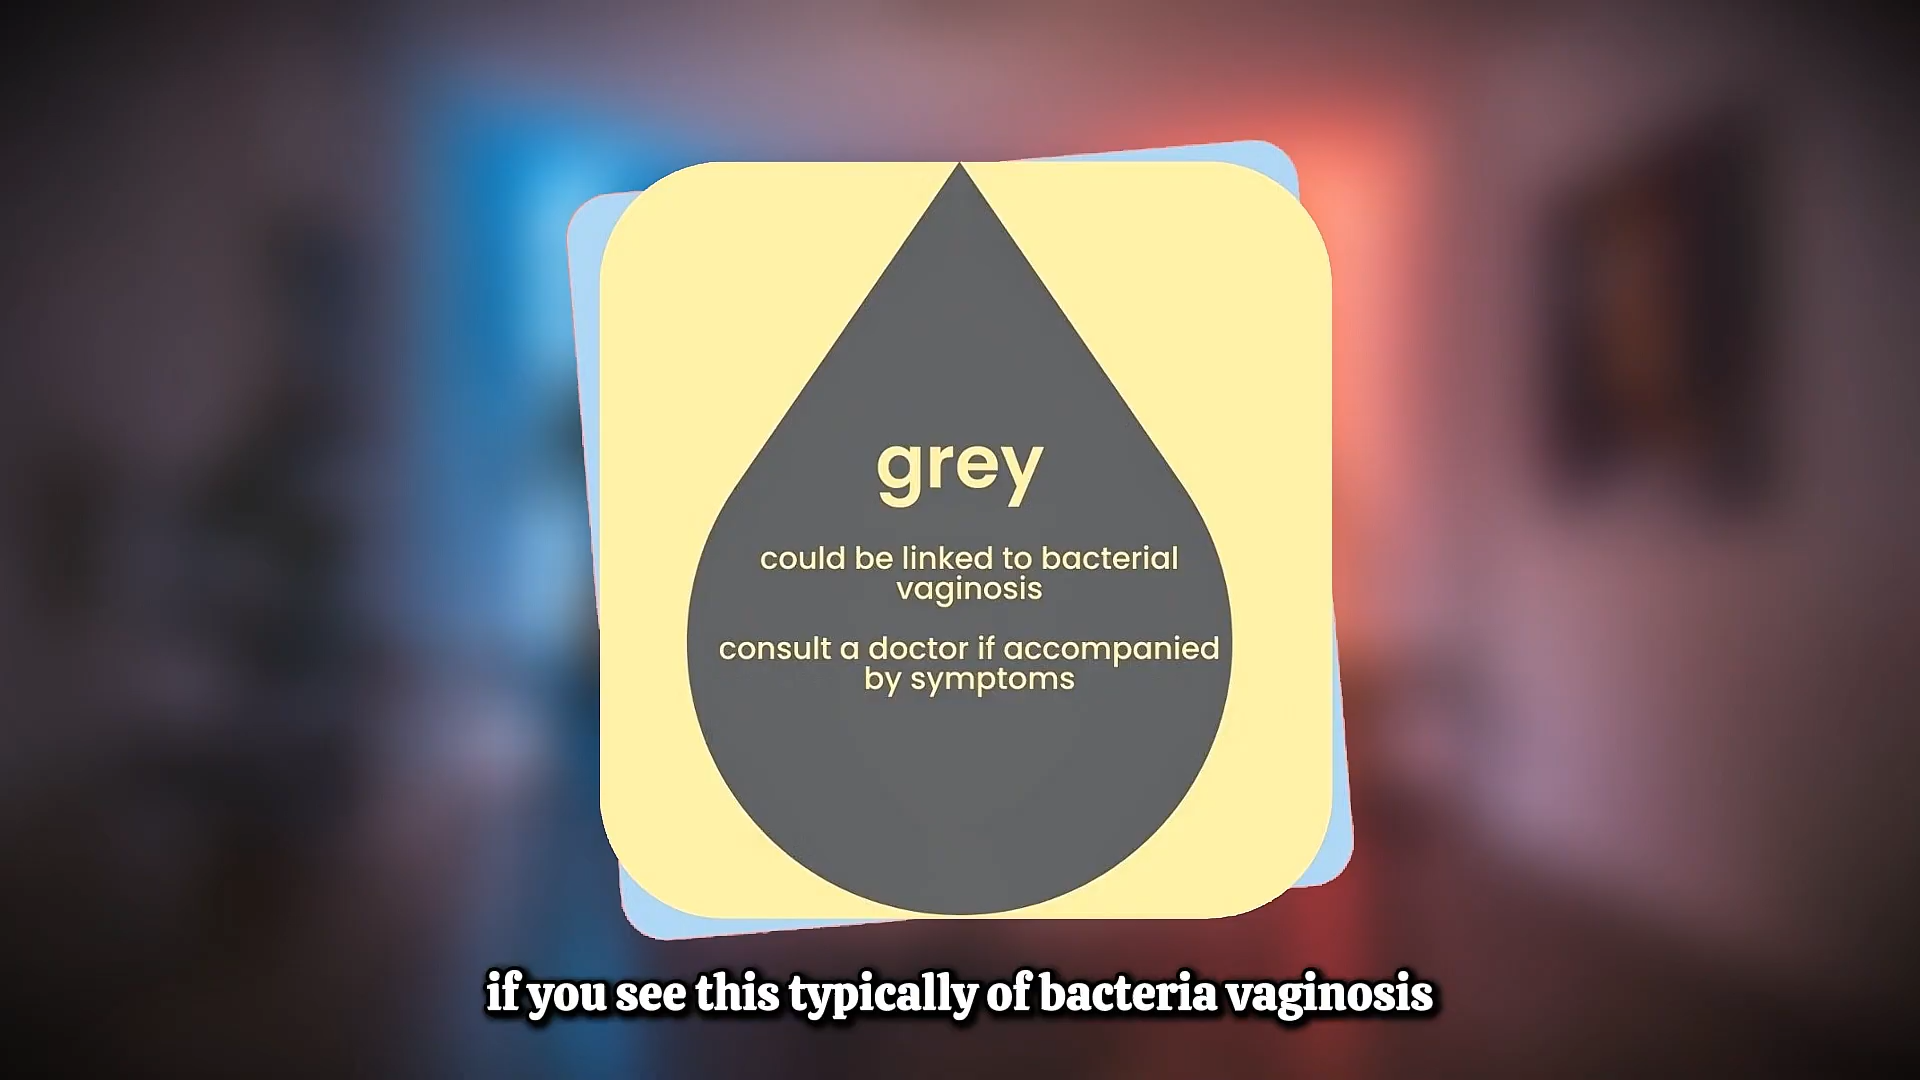 grey
could be linked to bacterial
vaginosis
consult a doctor if accompanied
by symptoms
if you see this typically of bacteria vaginosis